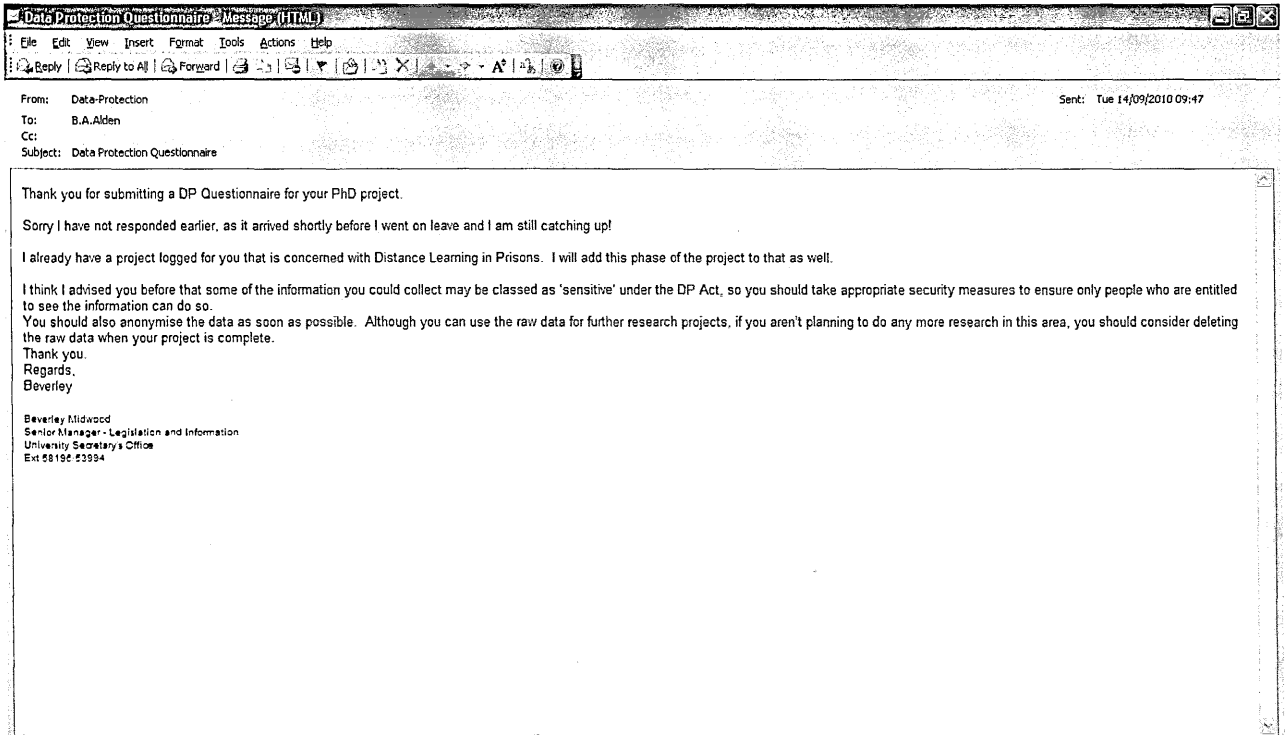 Data Protection Questionnaire - Message (HTML)
File Edit View Insert Format Tools Actions Help
Reply Reply to All Forward
From: Data-Protection Sent: Tue 14/09/2010 09:47
To: B.A.Alden
Cc:
Subject: Data Protection Questionnaire
Thank you for submitting a DP Questionnaire for your PhD project.
Sorry I have not responded earlier, as it arrived shortly before I went on leave and I am still catching up!
I already have a project logged for you that is concerned with Distance Learning in Prisons. I will add this phase of the project to that as well.
I think I advised you before that some of the information you could collect may be classed as 'sensitive' under the DP Act, so you should take appropriate security measures to ensure only people who are entitled
to see the information can do so.
You should also anonymise the data as soon as possible. Although you can use the raw data for further research projects, if you aren't planning to do any more research in this area, you should consider deleting
the raw data when your project is complete.
Thank you.
Regards,
Beverley
Beverley Midwood
Senior Manager - Legislation and Information
University Secretary's Office
Ext